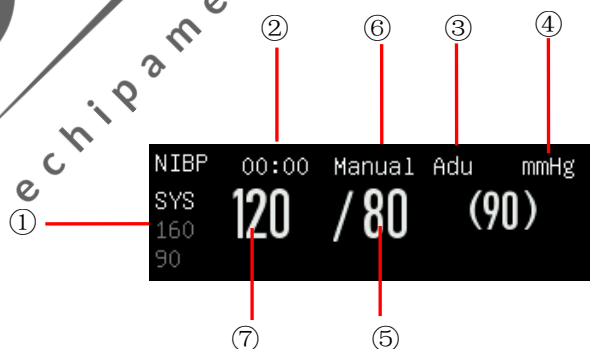 ② ⑥ ③ ④
echipame
NIBP 00:00 Manual Adu mmHg
SYS 120 / 80 (90)
① 160
90
⑦ ⑤